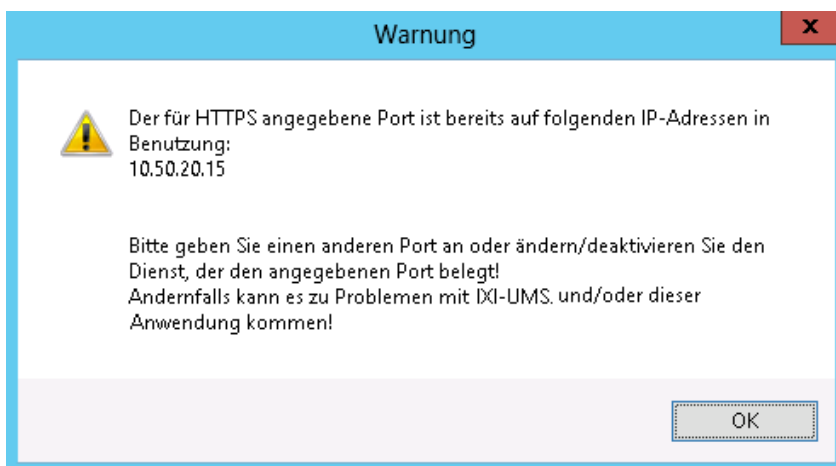 Warnung
x
Der für HTTPS angegebene Port ist bereits auf folgenden IP-Adressen in
Benutzung:
10.50.20.15
Bitte geben Sie einen anderen Port an oder ändern/deaktivieren Sie den
Dienst, der den angegebenen Port belegt!
Andernfalls kann es zu Problemen mit IXI-UMS. und/oder dieser
Anwendung kommen!
OK